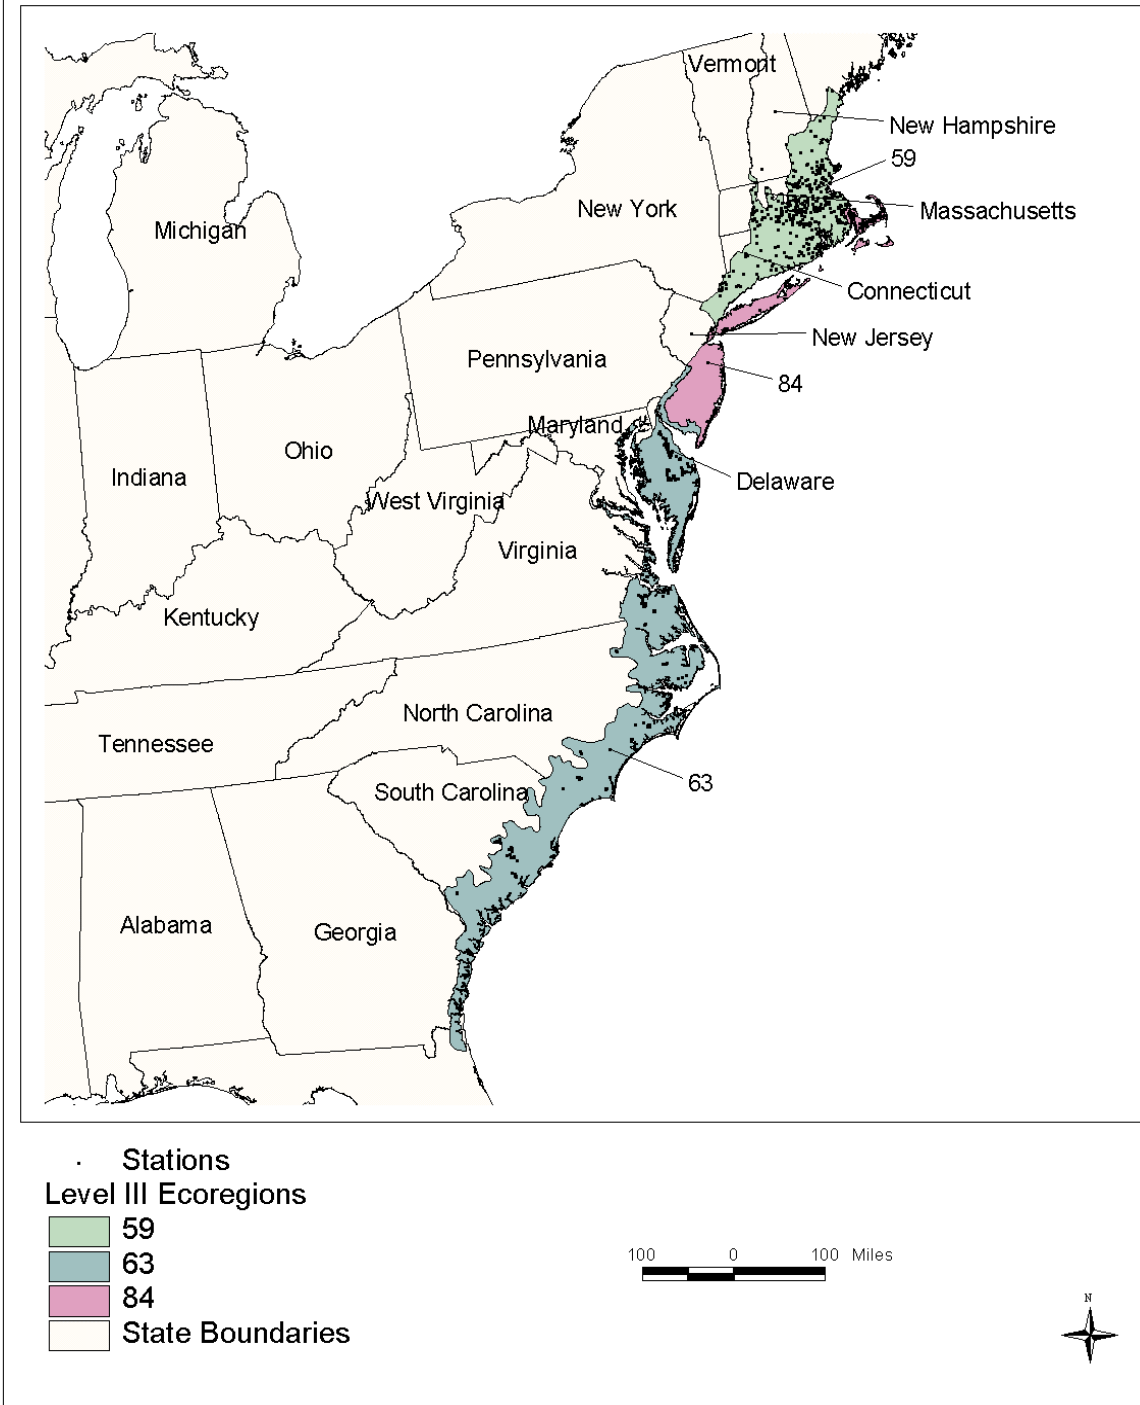 Vermont
New Hampshire
59
Massachusetts
New York
Michigan
Connecticut
New Jersey
Pennsylvania
84
Maryland
Ohio
Indiana
Delaware
West Virginia
Virginia
Kentucky
North Carolina
Tennessee
63
South Carolina
Alabama
Georgia
Stations
Level III Ecoregions
59
63
84
State Boundaries
100 0 100 Miles
N